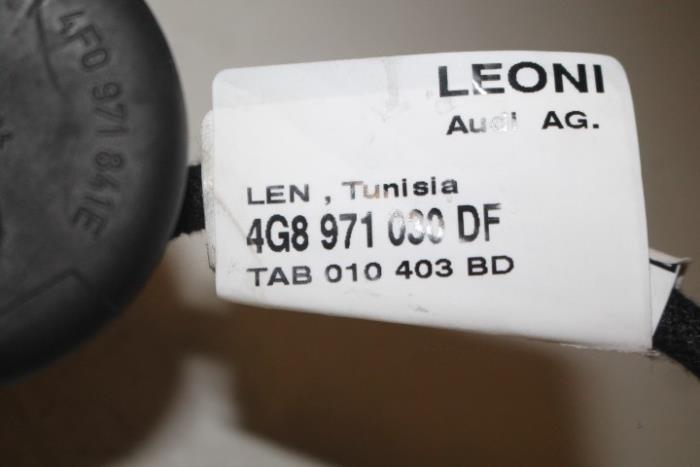 4F0 971 841E
LEONI
Audi AG.
LEN , Tunisia
4G8 971 030 DF
TAB 010 403 BD